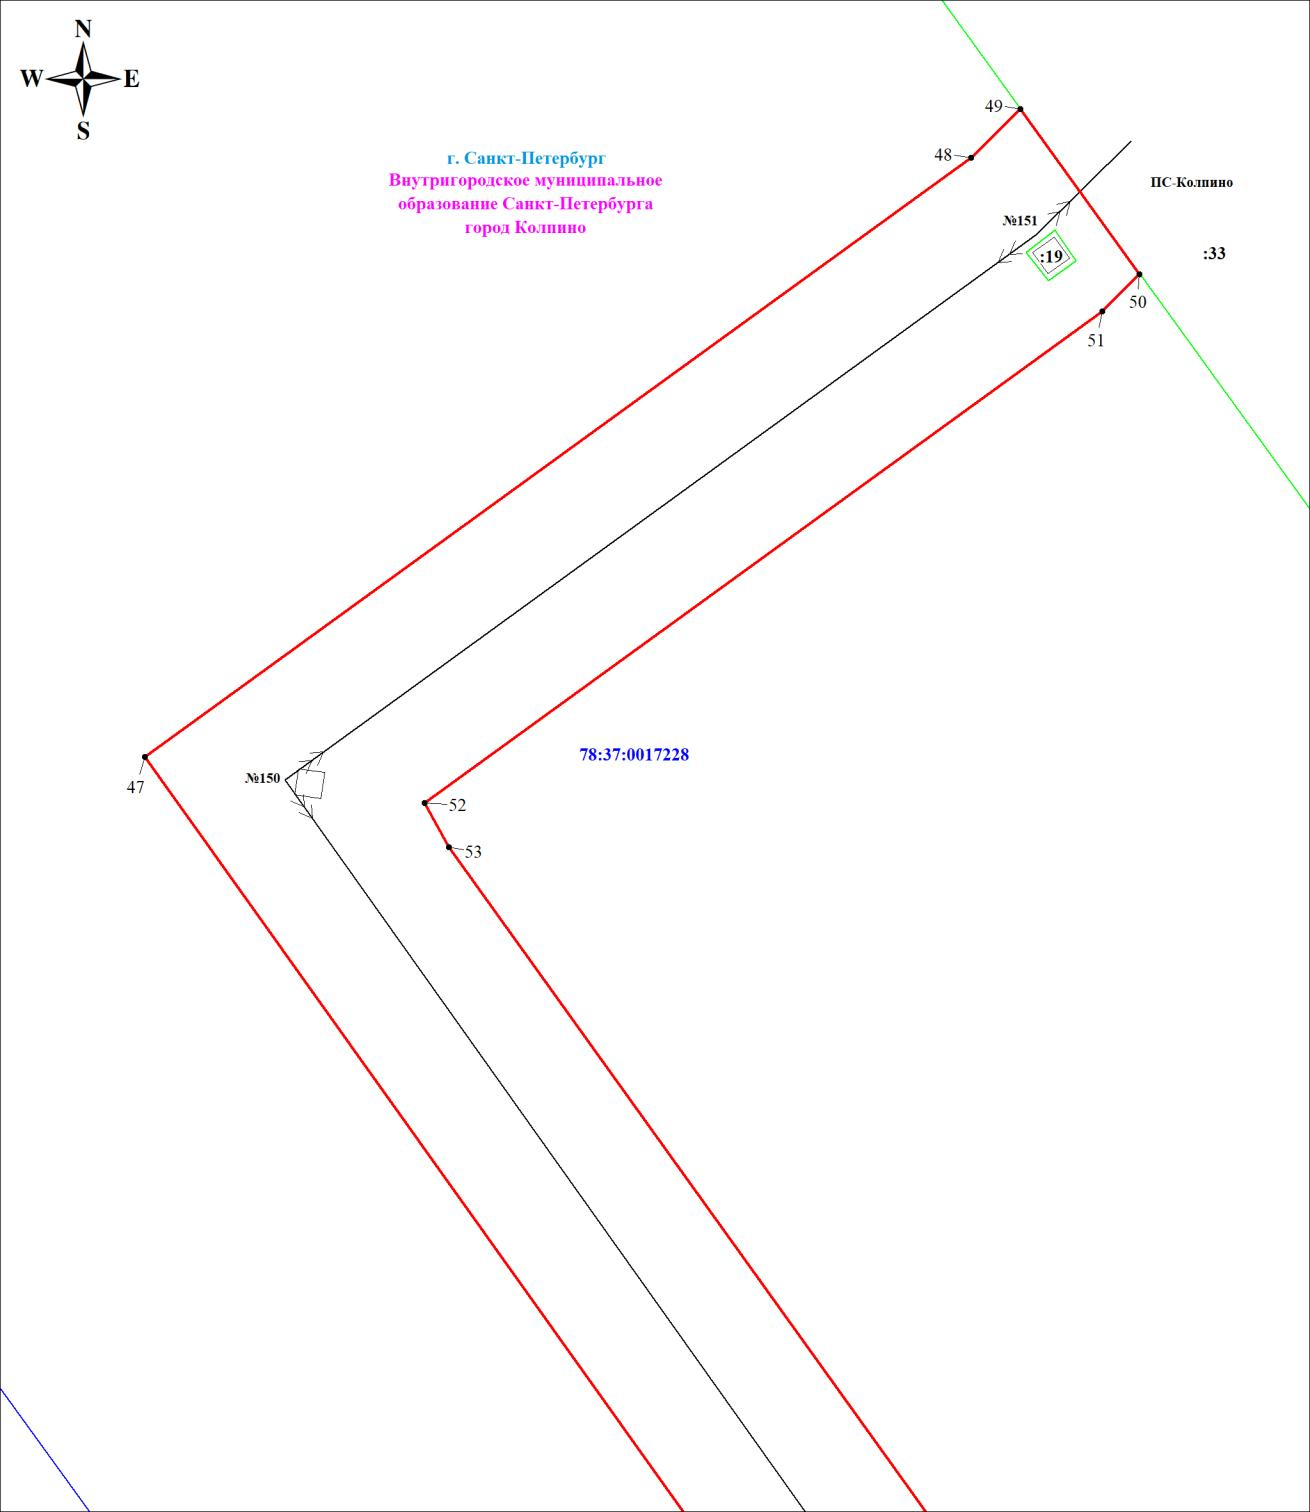 N
W E
S
49
48
г. Санкт-Петербург
Внутригородское муниципальное
образование Санкт-Петербурга
город Колпино
ПС-Колпино
№151
:19
:33
50
51
47
№150
78:37:0017228
52
53